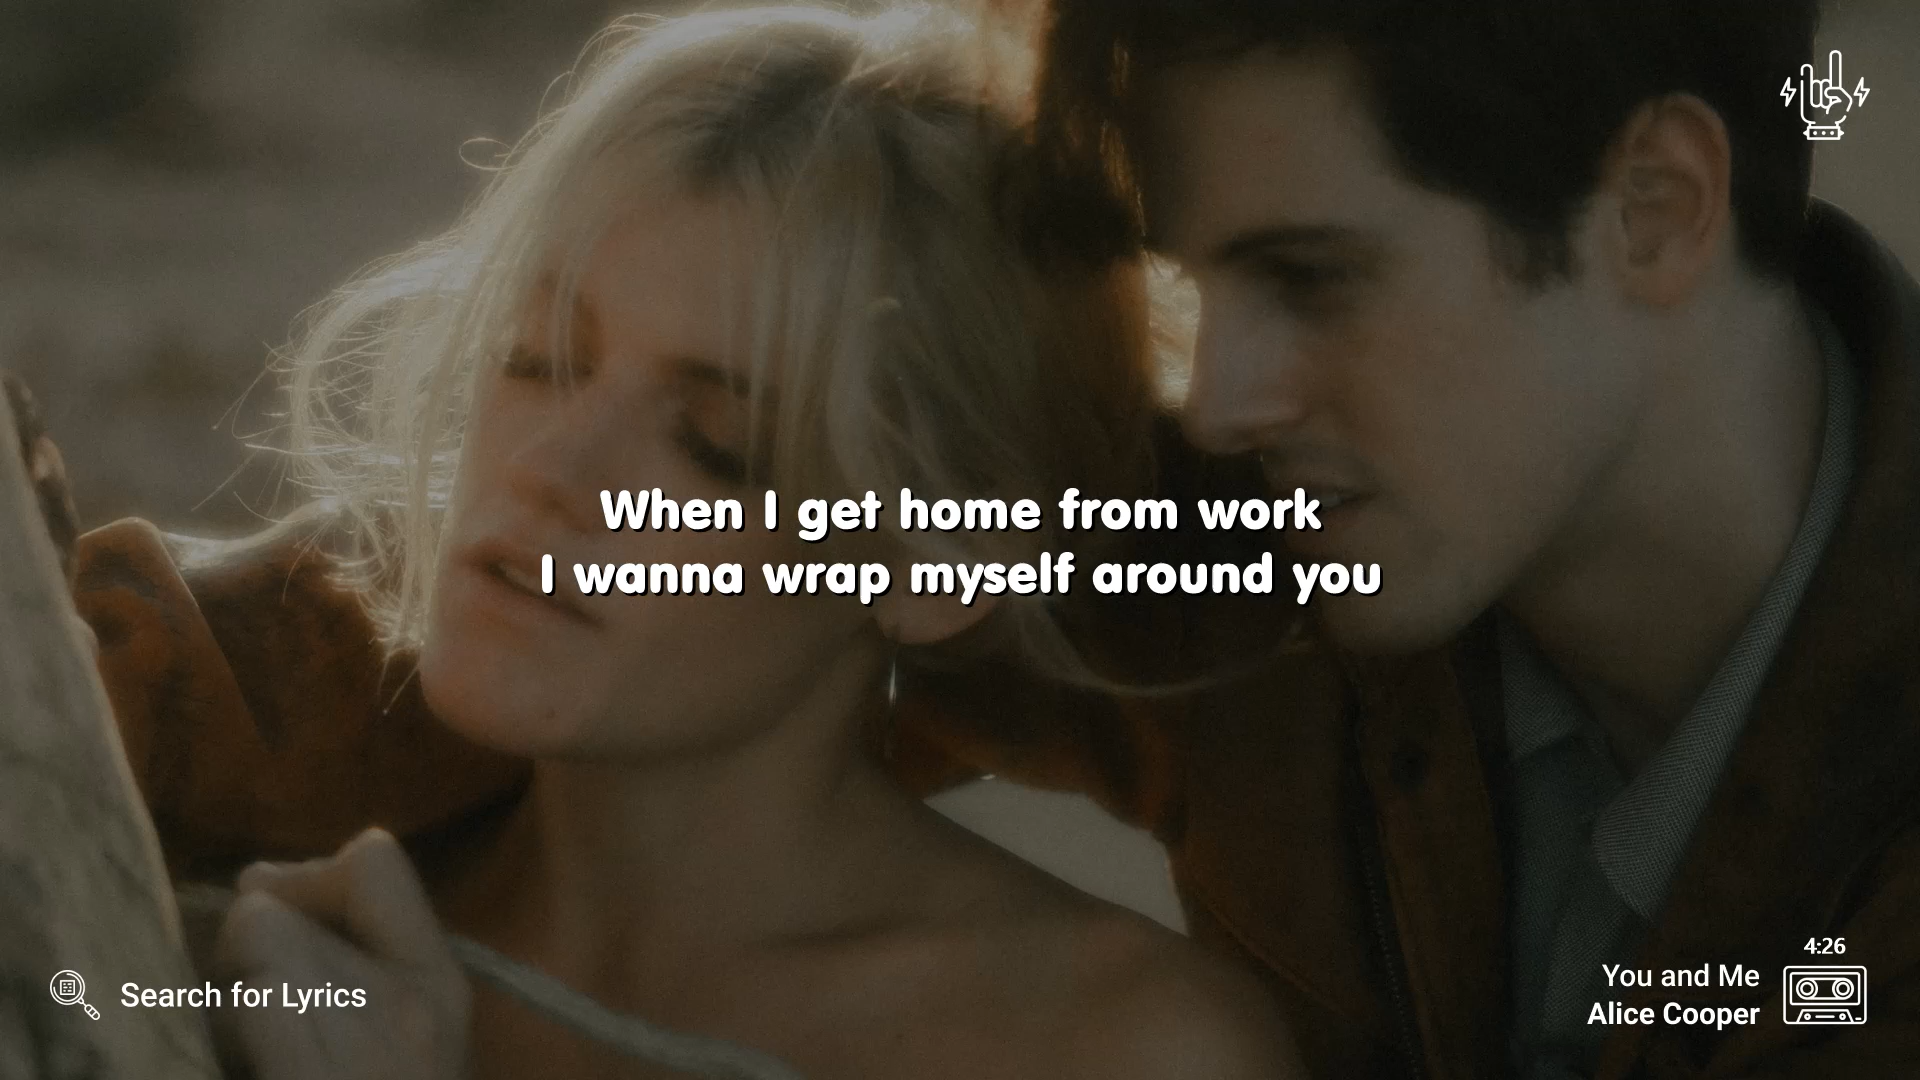 When I get home from work
I wanna wrap myself around you
Search for Lyrics
4:26
You and Me
Alice Cooper